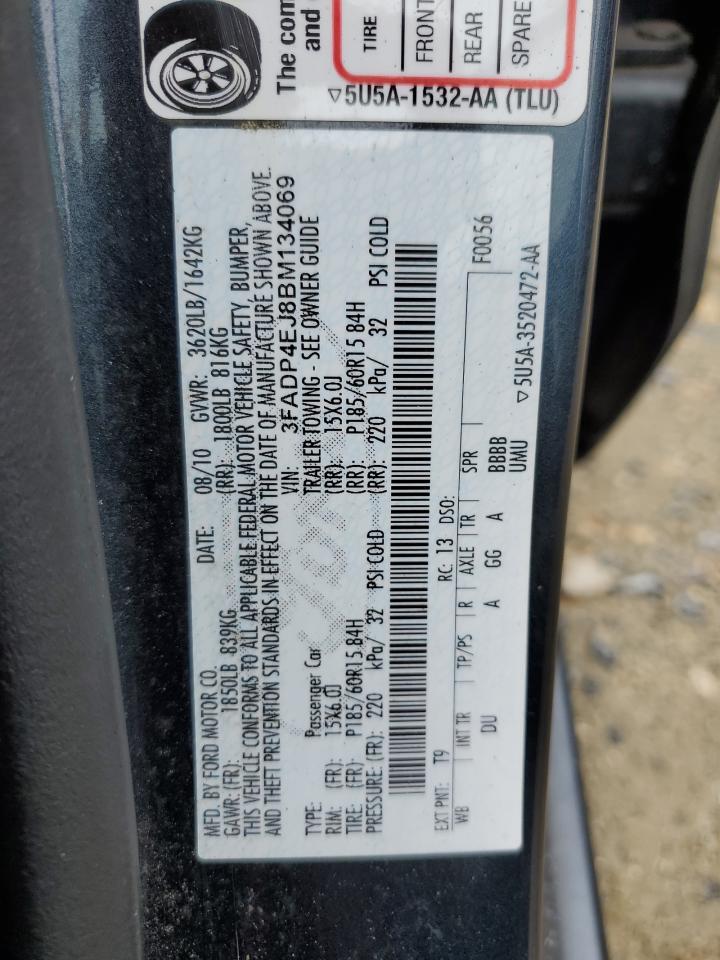 The com
and
TIRE
FRONT
REAR
SPARE
▽5U5A-1532-AA (TLU)
MFD. BY FORD MOTOR CO.
DATE: 08/10 GVWR: 3620LB/1642KG
GAWR: (FR): 1850LB 839KG (RR): 1800LB 816KG
THIS VEHICLE CONFORMS TO ALL APPLICABLE FEDERAL MOTOR VEHICLE SAFETY, BUMPER,
AND THEFT PREVENTION STANDARDS IN EFFECT ON THE DATE OF MANUFACTURE SHOWN ABOVE.
VIN: 3FADP4EJ8BM134069
TYPE: Passenger Car TRAILER TOWING - SEE OWNER GUIDE
RIM: (FR): 15X6.0J (RR): 15X6.0J
TIRE: (FR): P185/60R15 84H (RR): P185/60R15 84H
PRESSURE: (FR): 220 kPa/ 32 PSI COLD (RR): 220 kPa/ 32 PSI COLD
EXT PNT: T9 RC: 13 DSO: F0056
WB INT TR TP/PS R AXLE TR SPR
DU A GG A BBBB
UMU
▽5U5A-3520472-AA